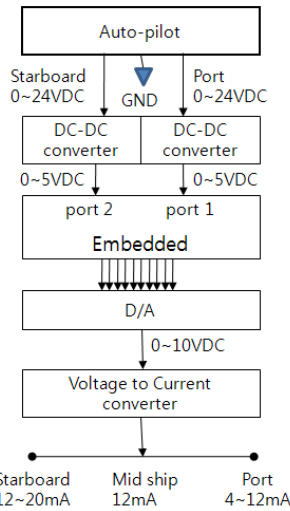 Auto-pilot
Starboard
0~24VDC
GND
Port
0~24VDC
DC-DC
converter
DC-DC
converter
0~5VDC
0~5VDC
port 2
port 1
Embedded
D/A
0~10VDC
Voltage to Current
converter
Starboard
12~20mA
Mid ship
12mA
Port
4~12mA